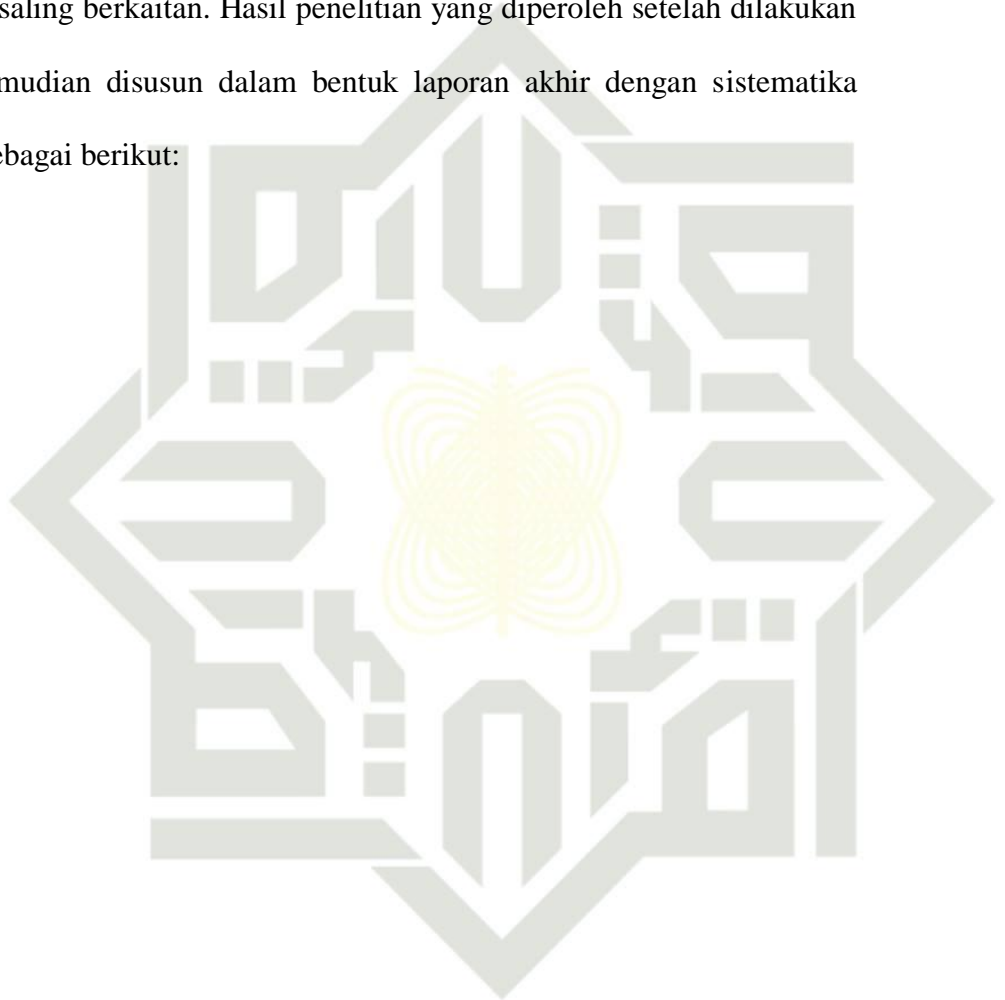 saling berkaitan. Hasil penelitian yang diperoleh setelah dilakukan
mudian disusun dalam bentuk laporan akhir dengan sistematika
ebagai berikut: